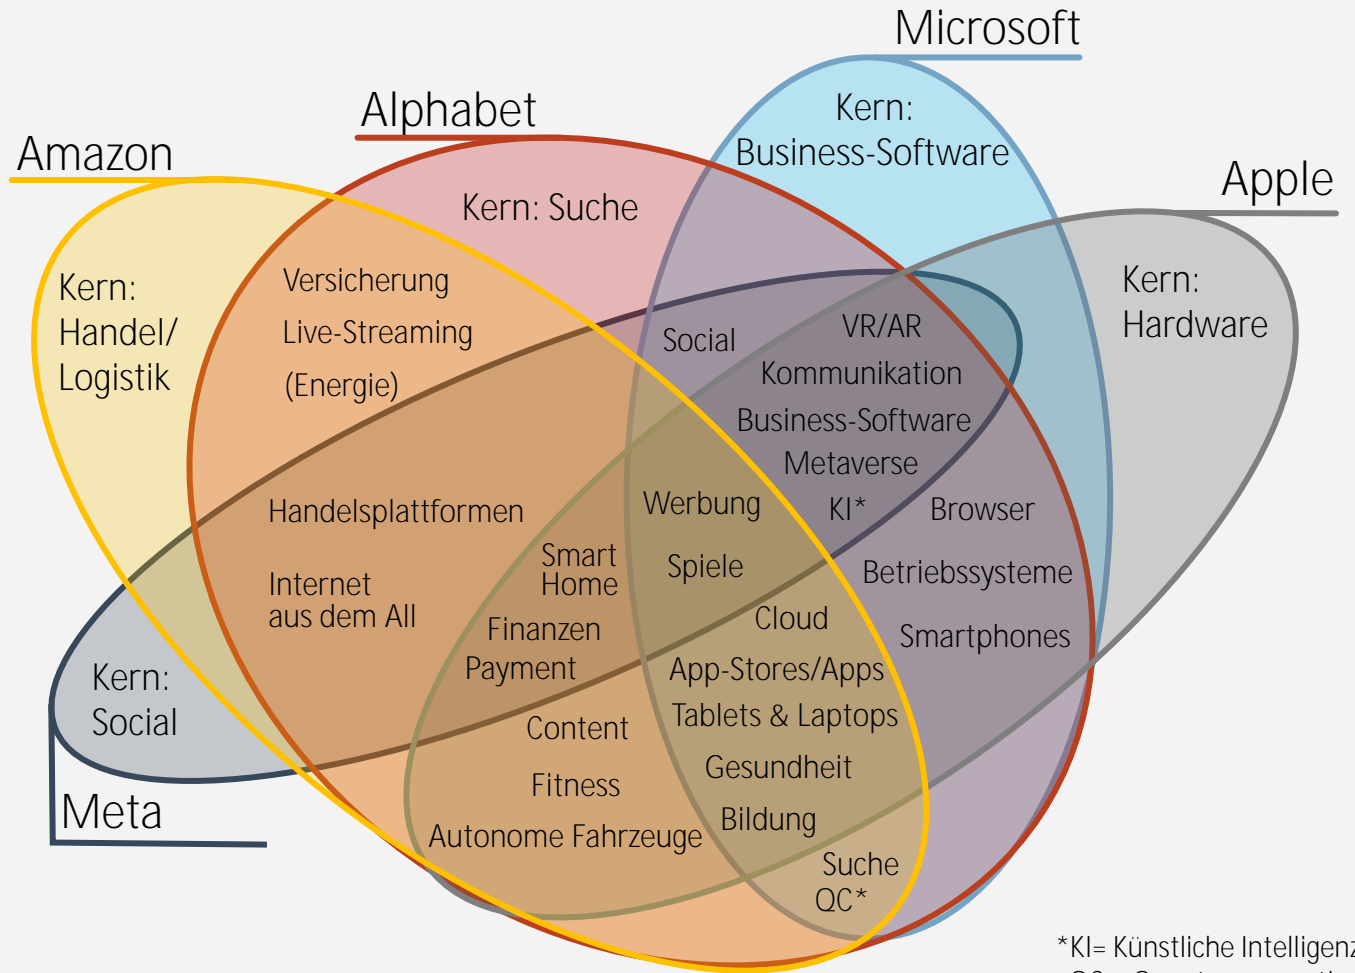 Microsoft
Alphabet
Amazon
Apple
Kern:
Business-Software
Kern: Suche
Kern:
Handel/
Logistik
Versicherung
Live-Streaming
(Energie)
Kern:
Hardware
Social
VR/AR
Kommunikation
Business-Software
Metaverse
KI*
Werbung
Spiele
Browser
Betriebssysteme
Smartphones
Handelsplattformen
Internet
aus dem All
Smart
Home
Finanzen
Payment
Cloud
App-Stores/Apps
Tablets & Laptops
Gesundheit
Bildung
Content
Fitness
Autonome Fahrzeuge
Suche
QC*
Kern:
Social
Meta
*KI= Künstliche Intelligenz